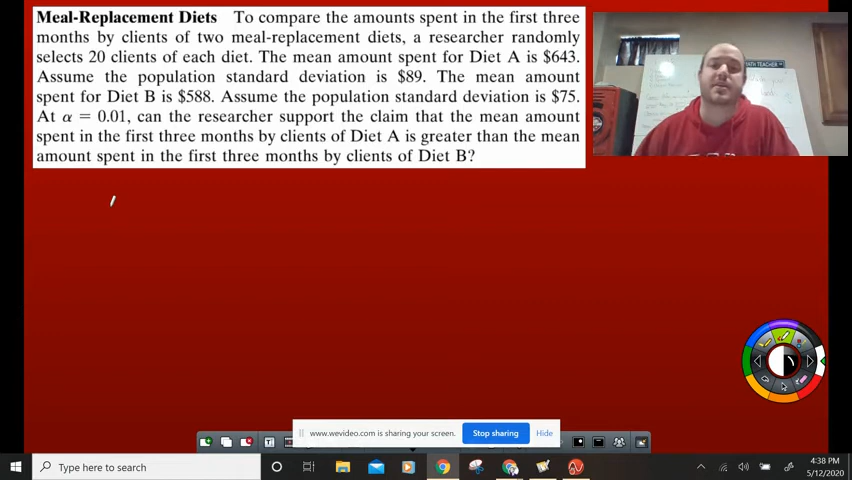 Meal-Replacement Diets To compare the amounts spent in the first three
months by clients of two meal-replacement diets, a researcher randomly
selects 20 clients of each diet. The mean amount spent for Diet A is $643.
Assume the population standard deviation is $89. The mean amount
spent for Diet B is $588. Assume the population standard deviation is $75.
At α = 0.01, can the researcher support the claim that the mean amount
spent in the first three months by clients of Diet A is greater than the mean
amount spent in the first three months by clients of Diet B?
www.wevideo.com is sharing your screen.
Stop sharing
Hide
Type here to search
4:38 PM
5/12/2020